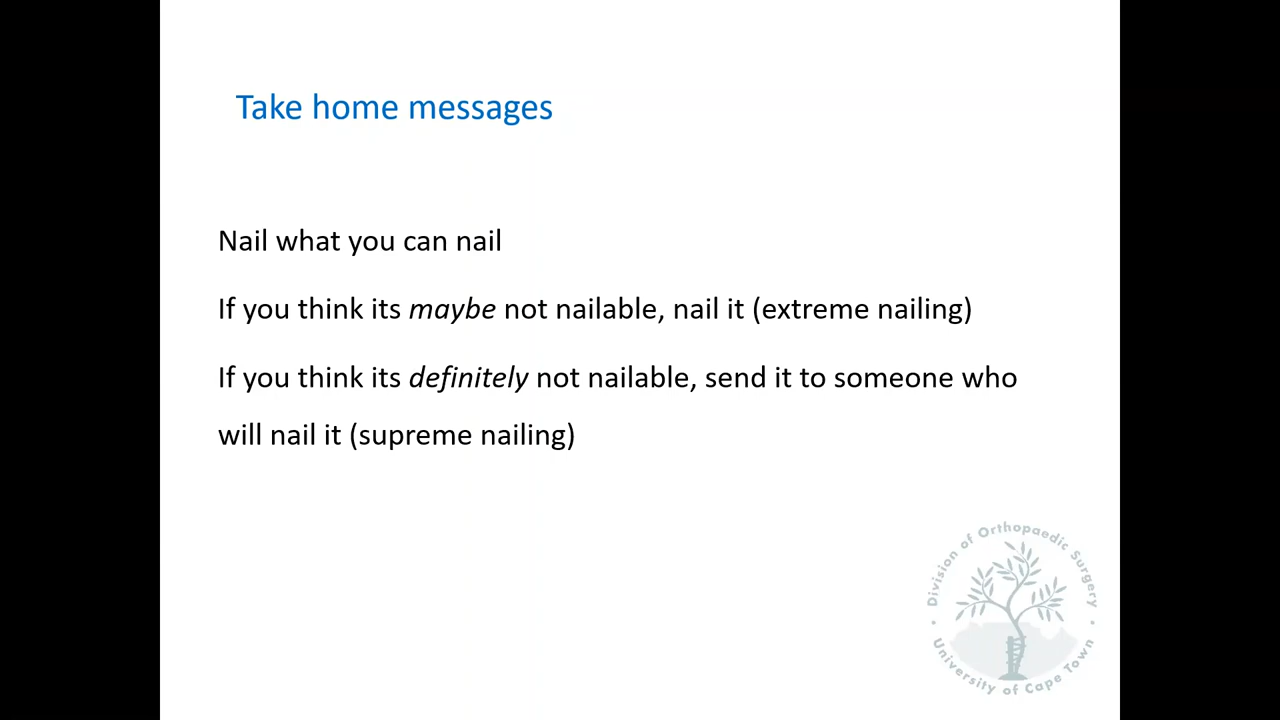 Take home messages
Nail what you can nail
If you think its maybe not nailable, nail it (extreme nailing)
If you think its definitely not nailable, send it to someone who
will nail it (supreme nailing)
Division of Orthopaedic Surgery
University of Cape Town